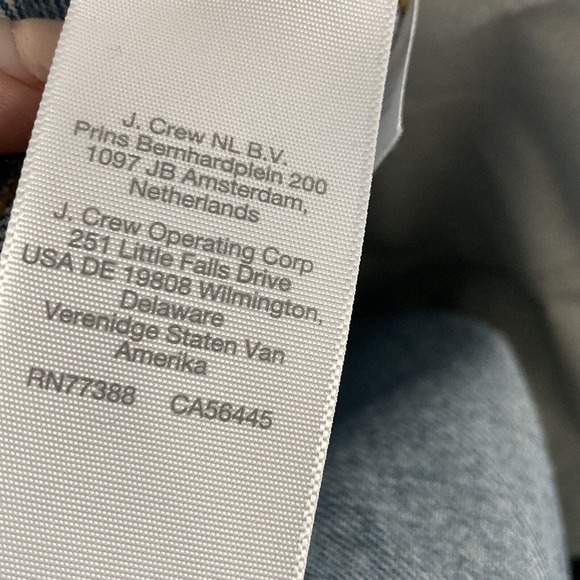 J. Crew NL B.V.
Prins Bernhardplein 200
1097 JB Amsterdam,
Netherlands
J. Crew Operating Corp
251 Little Falls Drive
USA DE 19808 Wilmington,
Delaware
Verenidge Staten Van
Amerika
RN77388 CA56445